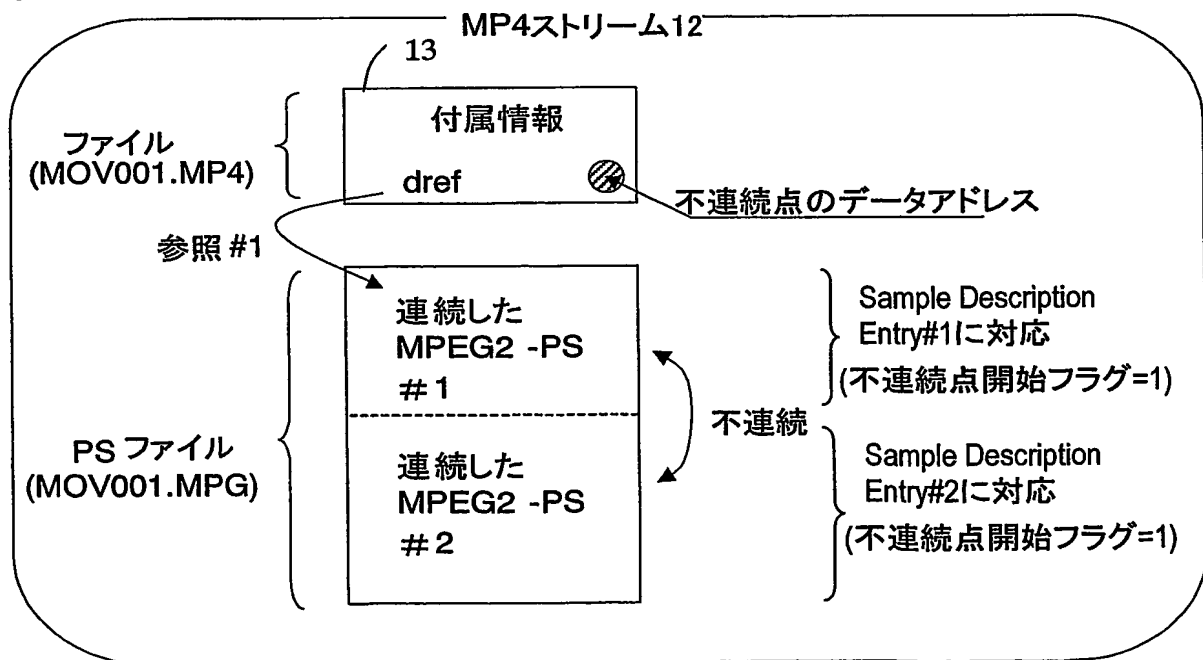 MP4ストリーム12
13
ファイル
(MOV001.MP4)
付属情報
dref
不連続点のデータアドレス
参照 #1
連続した
MPEG2 -PS
#1
Sample Description
Entry#1に対応
(不連続点開始フラグ=1)
不連続
PS ファイル
(MOV001.MPG)
連続した
MPEG2 -PS
#2
Sample Description
Entry#2に対応
(不連続点開始フラグ=1)